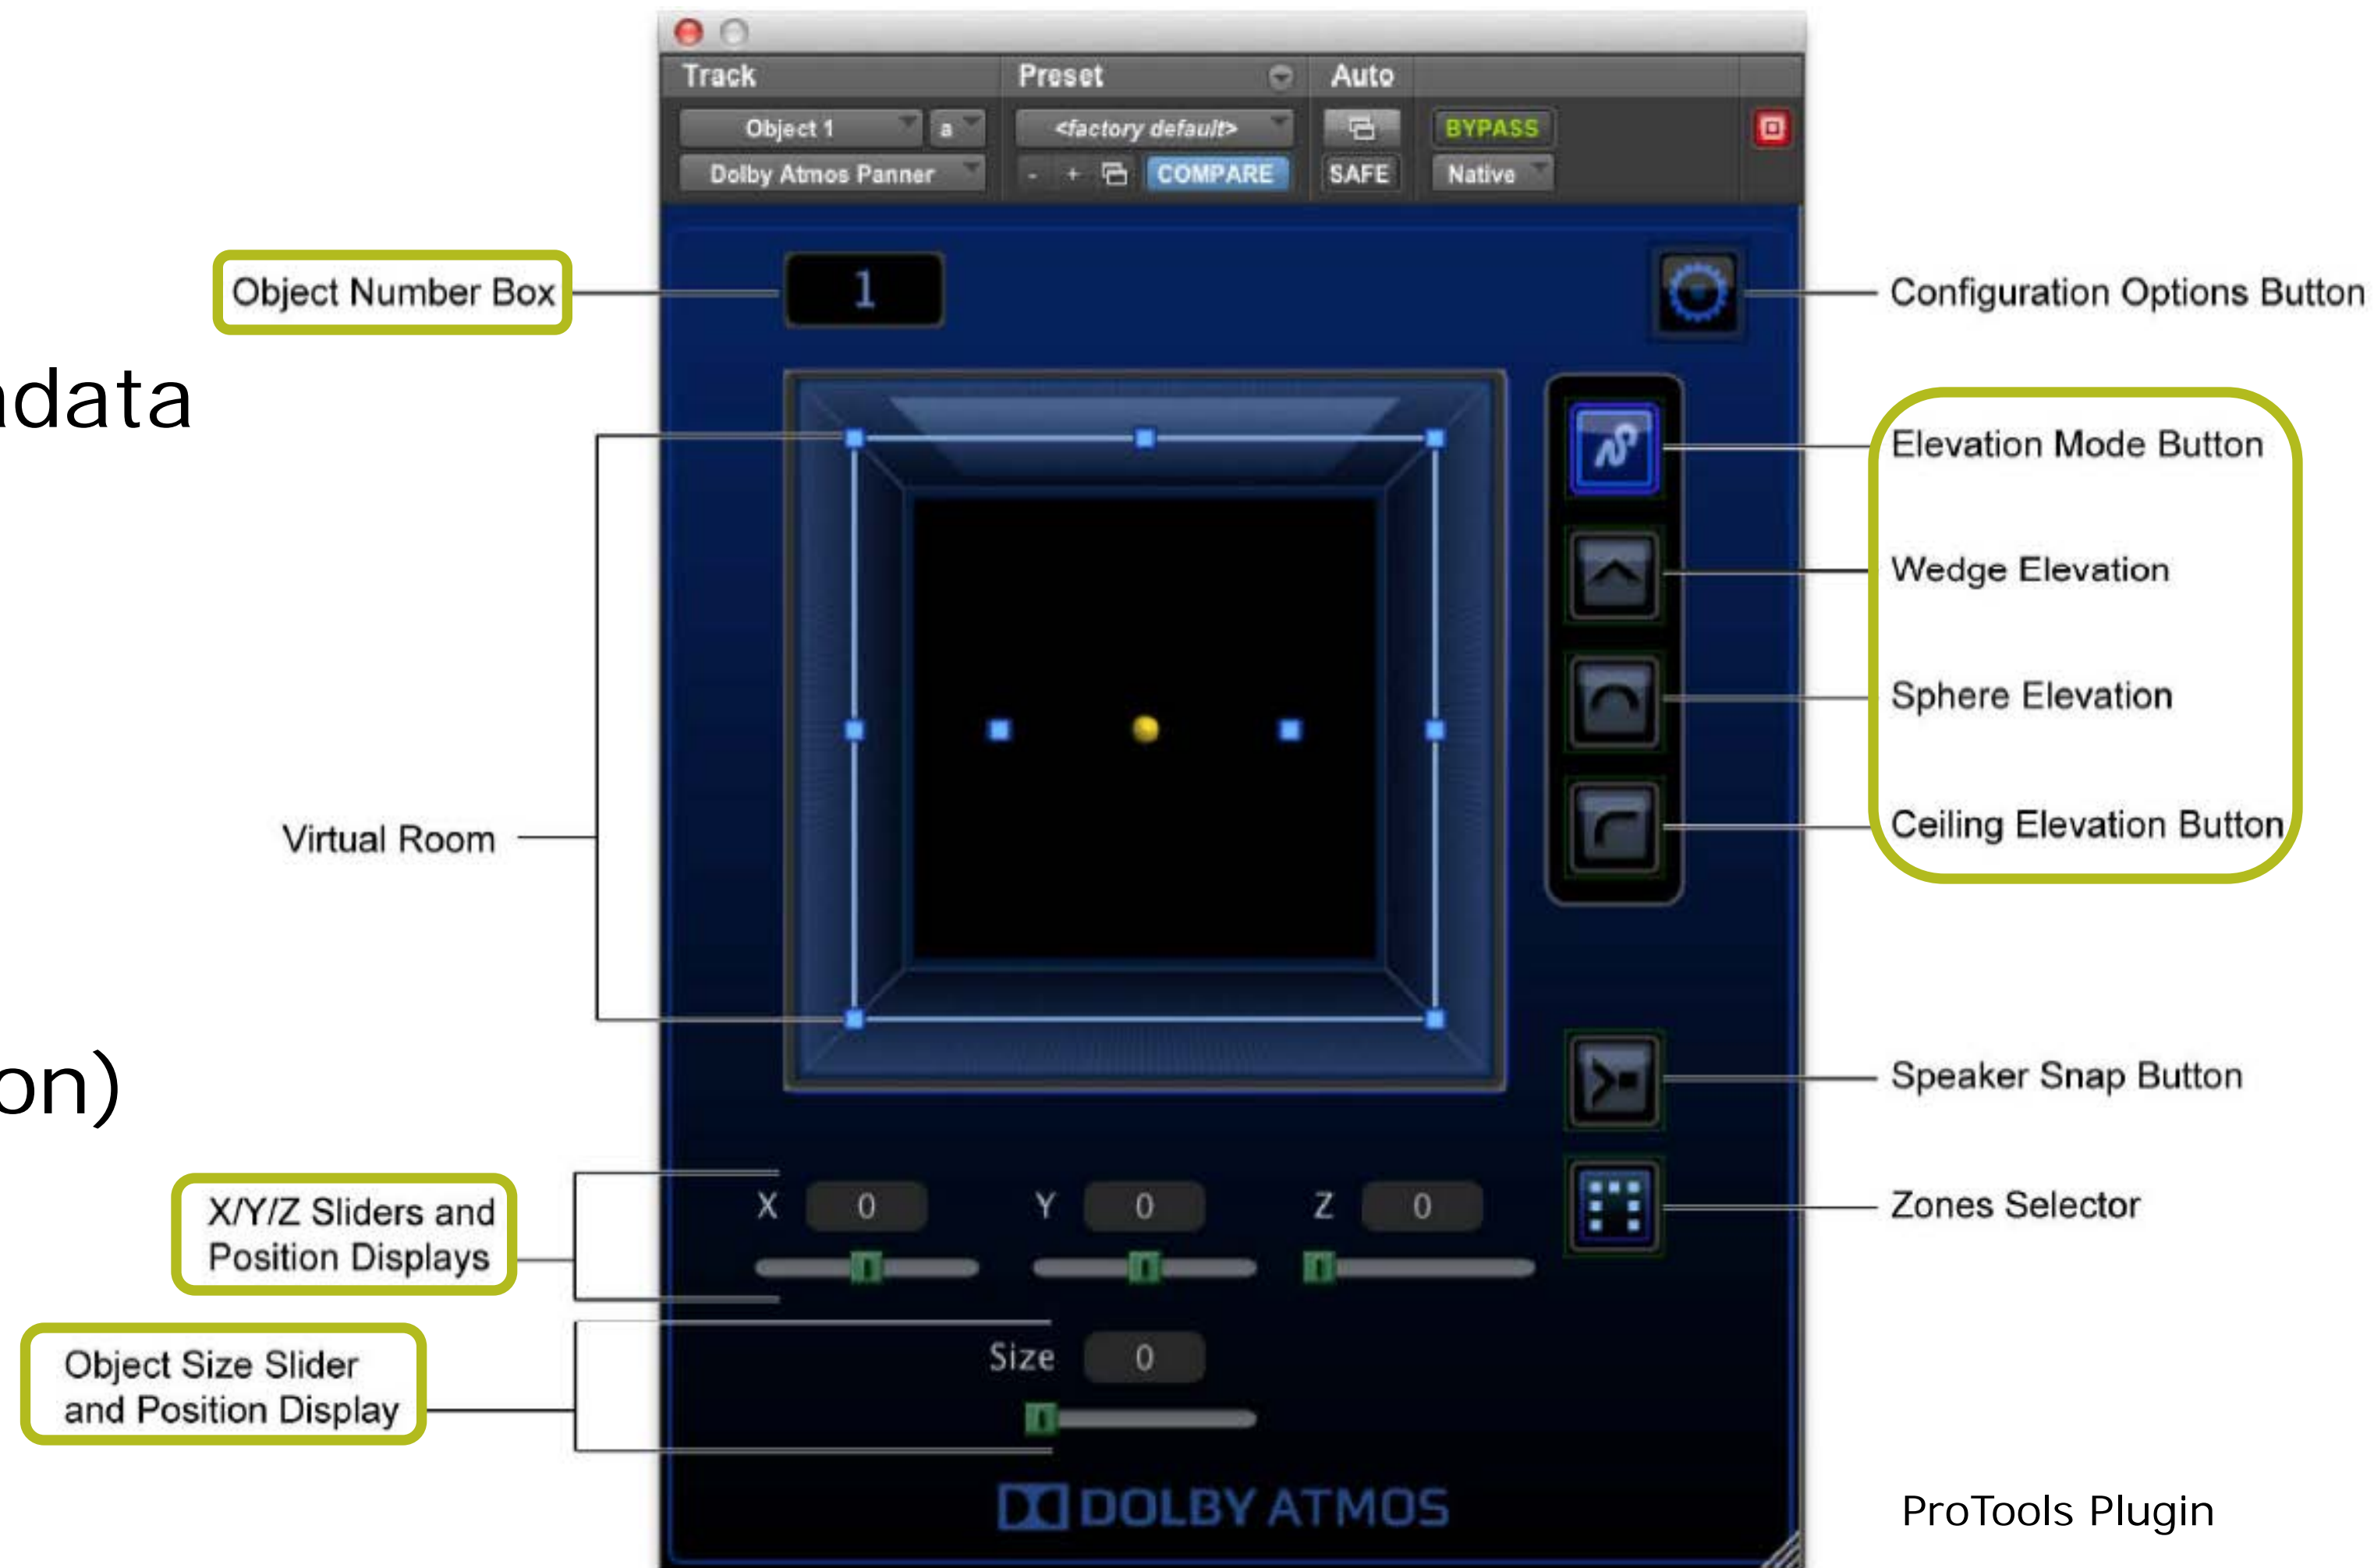 Track
Preset
Auto
Object 1
a
<factory default>
BYPASS
Dolby Atmos Panner
- +
COMPARE
SAFE
Native
Object Number Box
1
Configuration Options Button
adata
Elevation Mode Button
Wedge Elevation
Sphere Elevation
Virtual Room
Ceiling Elevation Button
on)
Speaker Snap Button
X/Y/Z Sliders and
Position Displays
X 0
Y 0
Z 0
Zones Selector
Object Size Slider
and Position Display
Size 0
DOLBY ATMOS
ProTools Plugin